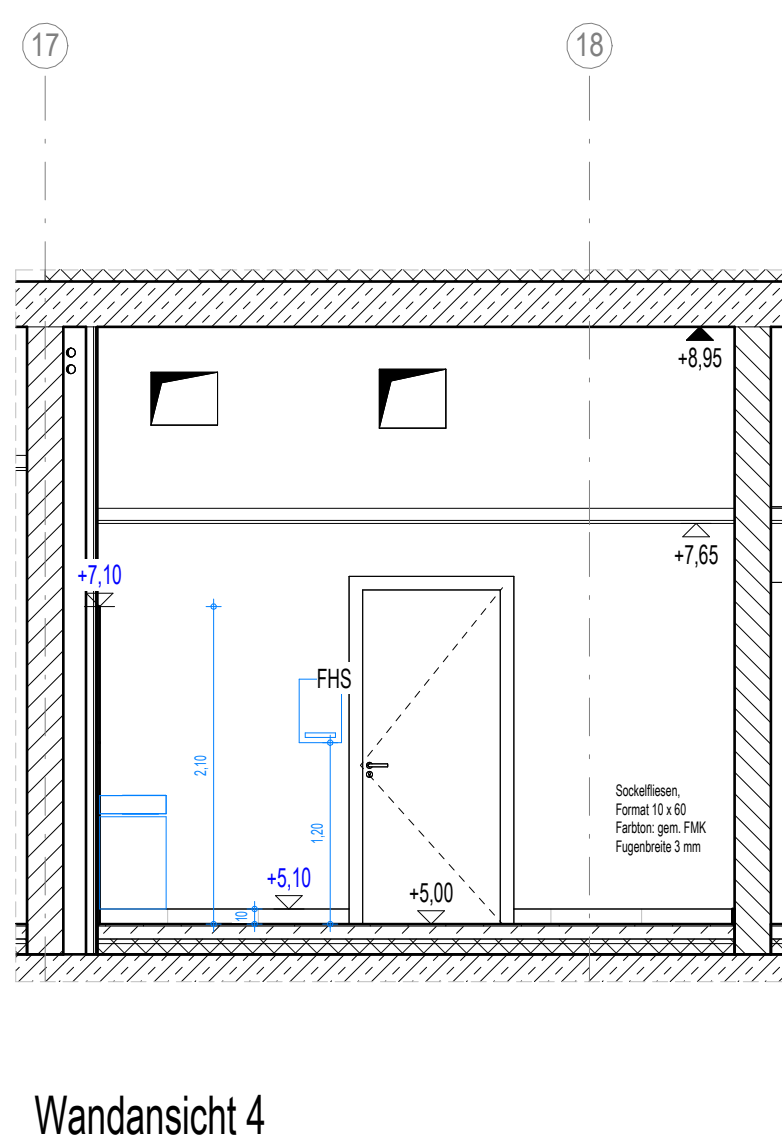 17
18
+8,95
+7,65
+7,10
FHS
2,10
1,20
Sockelfliesen,
Format 10 x 60
Farbton: gem. FMK
Fugenbreite 3 mm
+5,10
+5,00
10
Wandansicht 4